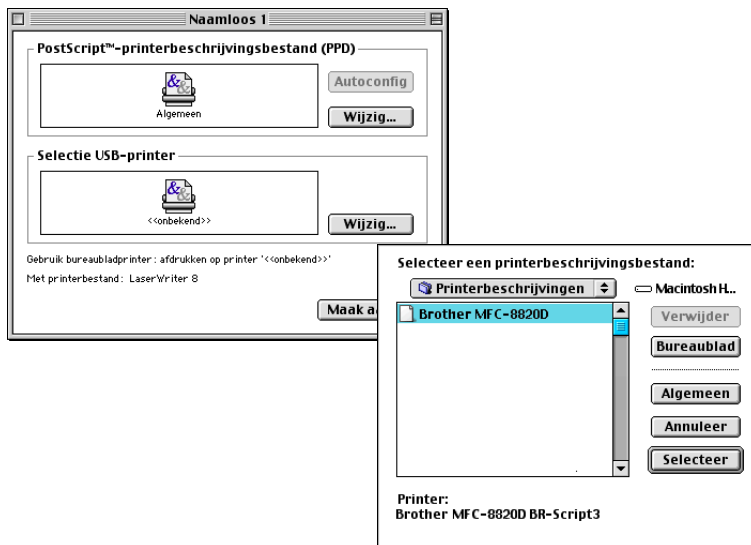 Naamloos 1
PostScript™-printerbeschrijvingsbestand (PPD)
Algemeen
Autoconfig
Wijzig...
Selectie USB-printer
<<onbekend>>
Wijzig...
Gebruik bureaubladprinter: afdrukken op printer '<<onbekend>>'
Met printerbestand: LaserWriter 8
Maak a
Selecteer een printerbeschrijvingsbestand:
Printerbeschrijvingen
Macintosh H...
Brother MFC-8820D
Verwijder
Bureaublad
Algemeen
Annuleer
Selecteer
Printer:
Brother MFC-8820D BR-Script3